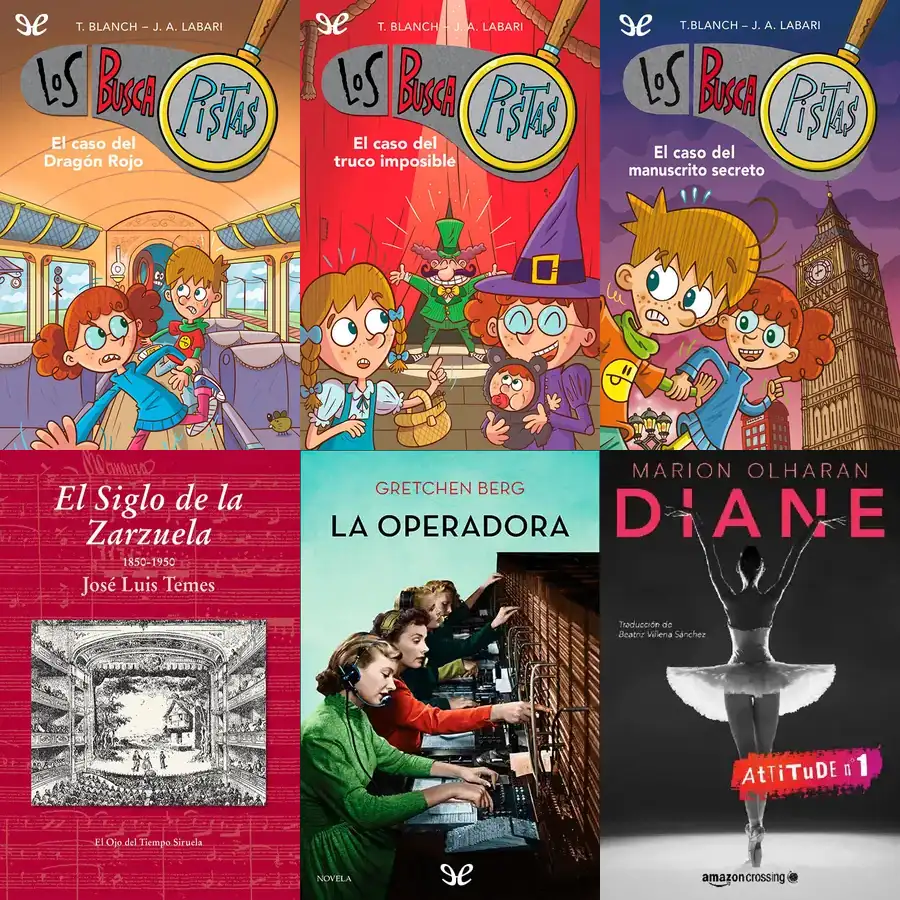 T. BLANCH – J. A. LABARI
LOS BUSCA PISTAS
El caso del
Dragón Rojo
T. BLANCH – J. A. LABARI
LOS BUSCA PISTAS
El caso del
truco imposible
T.BLANCH – J. A. LABARI
LOS BUSCA PISTAS
El caso del
manuscrito secreto
El Siglo de la
Zarzuela
1850-1950
José Luis Temes
El Ojo del Tiempo Siruela
GRETCHEN BERG
LA OPERADORA
NOVELA
MARION OLHARAN
DIANE
Traducción de
Beatriz Villena Sánchez
ATTITUDE nº1
amazoncrossing